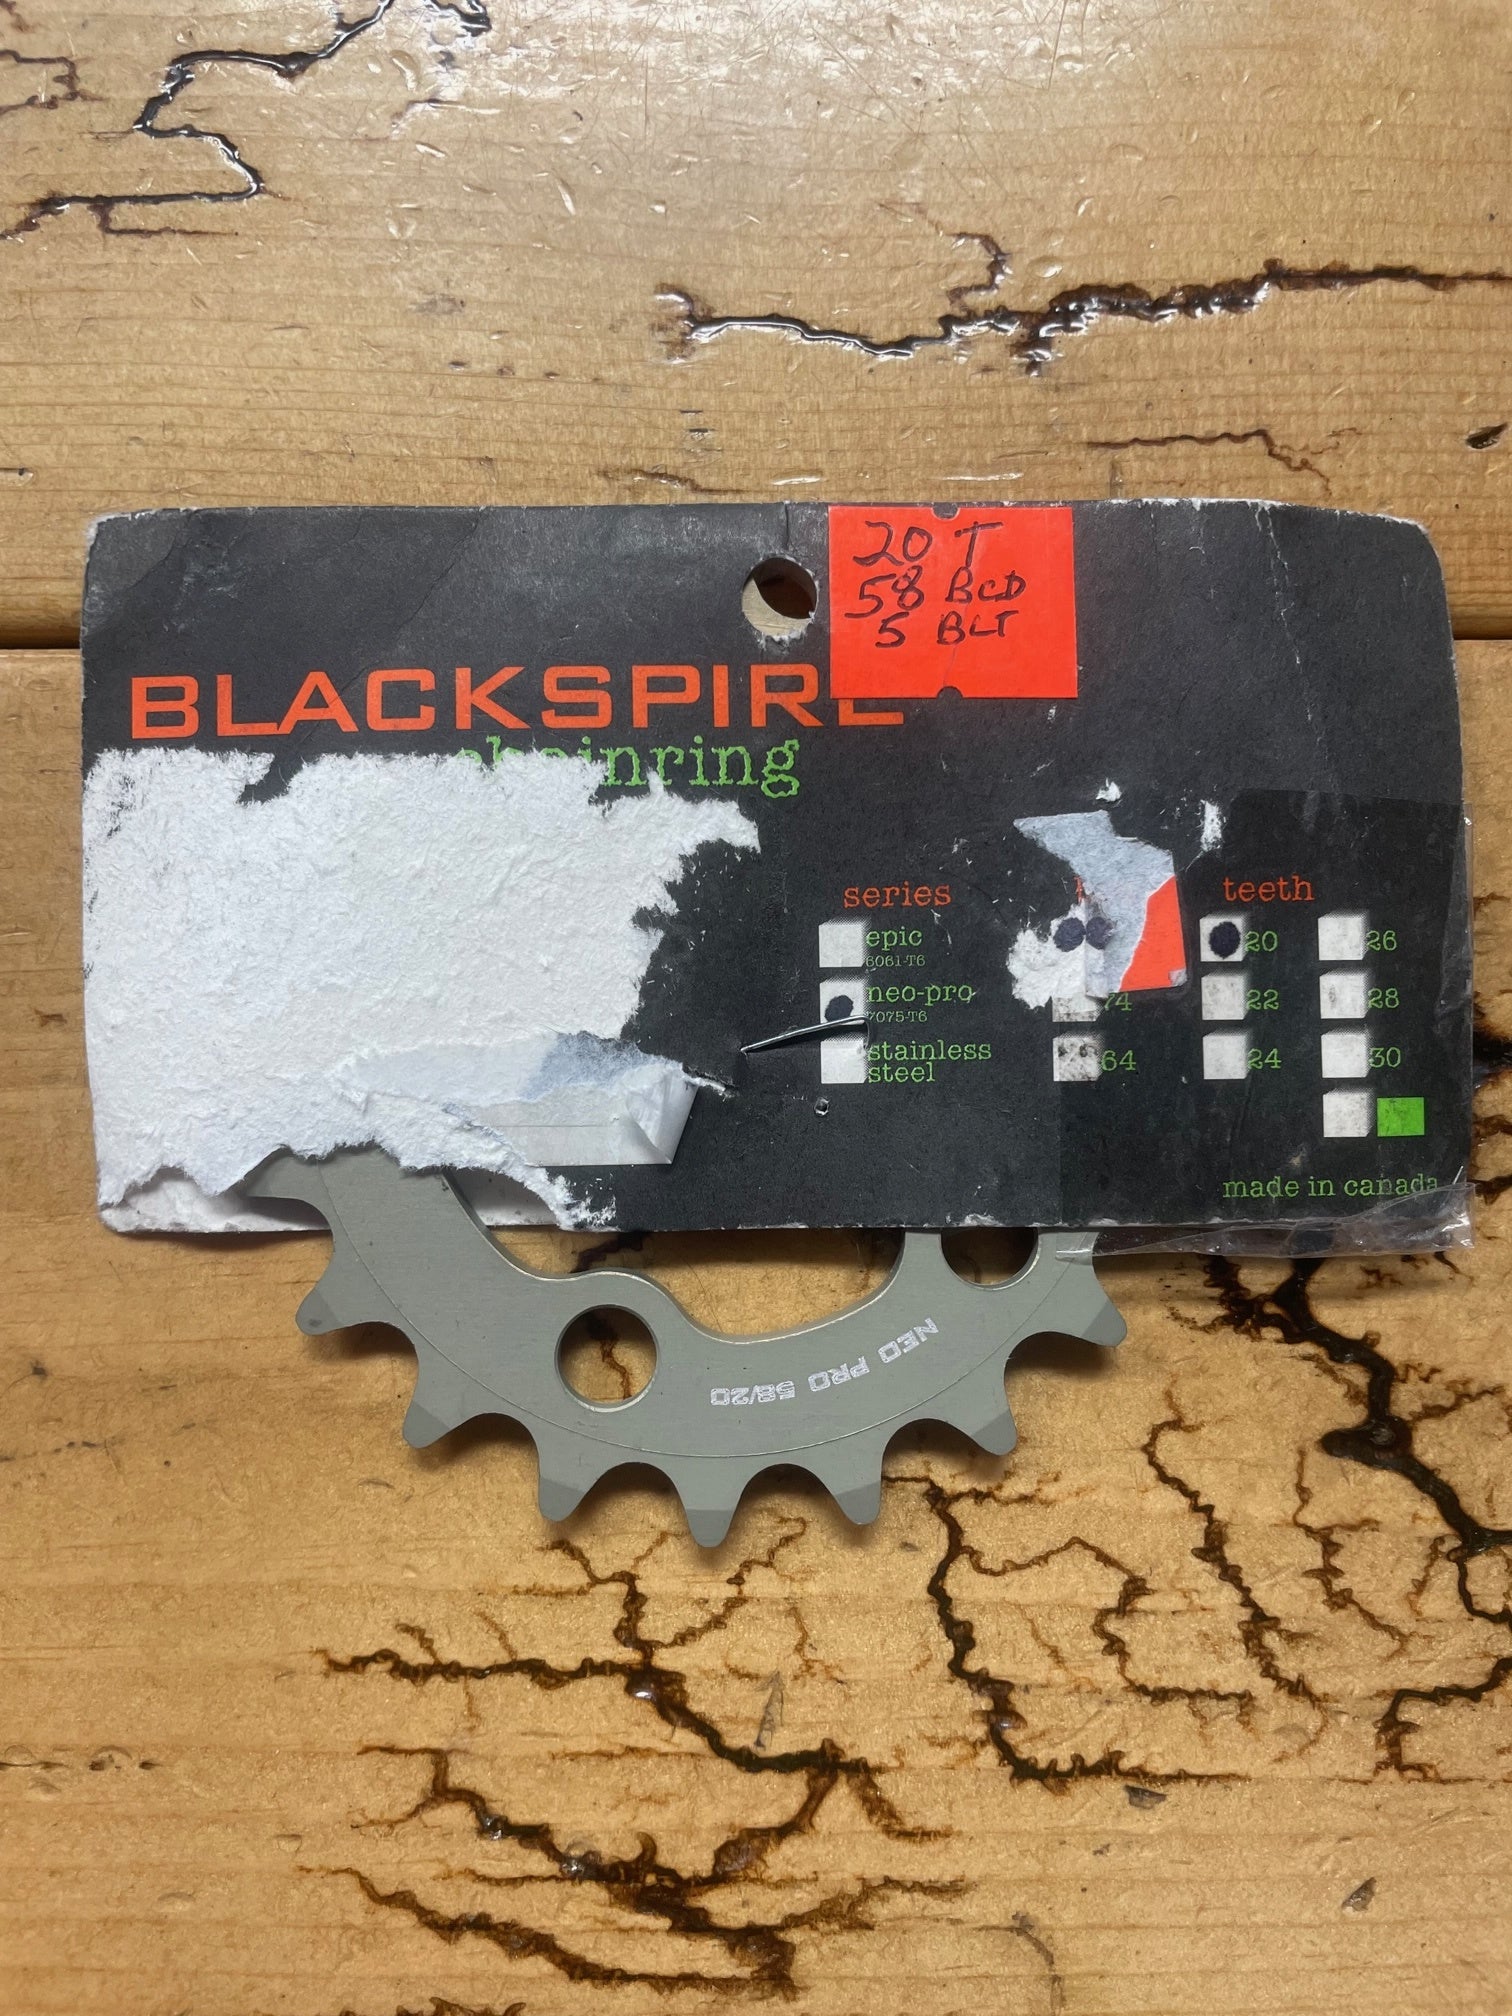 20 T
58 BCD
5 BLT
BLACKSPIRE
chainring
series
epic
6061-T6
neo-pro
7075-T6
stainless
steel
74
64
teeth
20
22
24
26
28
30
made in canada
NEO PRO 58/20